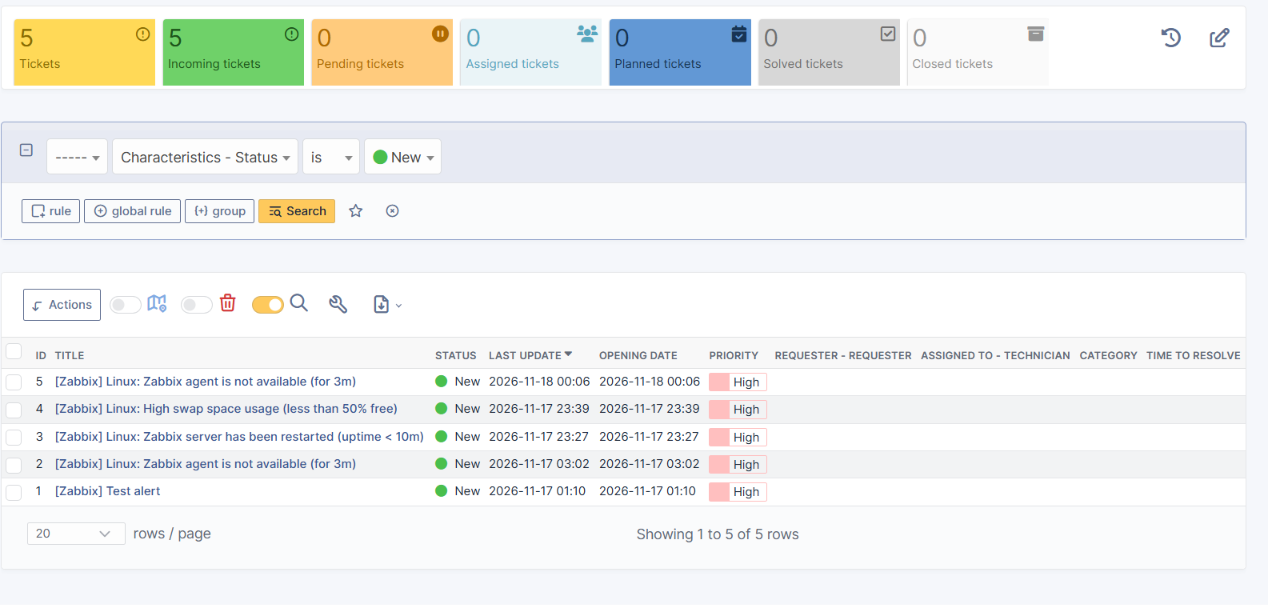 5 5 0 0 0 0 0
Tickets Incoming tickets Pending tickets Assigned tickets Planned tickets Solved tickets Closed tickets
----- Characteristics - Status is New
rule global rule group Search
Actions
ID TITLE STATUS LAST UPDATE OPENING DATE PRIORITY REQUESTER - REQUESTER ASSIGNED TO - TECHNICIAN CATEGORY TIME TO RESOLVE
5 [Zabbix] Linux: Zabbix agent is not available (for 3m) New 2026-11-18 00:06 2026-11-18 00:06 High
4 [Zabbix] Linux: High swap space usage (less than 50% free) New 2026-11-17 23:39 2026-11-17 23:39 High
3 [Zabbix] Linux: Zabbix server has been restarted (uptime < 10m) New 2026-11-17 23:27 2026-11-17 23:27 High
2 [Zabbix] Linux: Zabbix agent is not available (for 3m) New 2026-11-17 03:02 2026-11-17 03:02 High
1 [Zabbix] Test alert New 2026-11-17 01:10 2026-11-17 01:10 High
20 rows / page Showing 1 to 5 of 5 rows